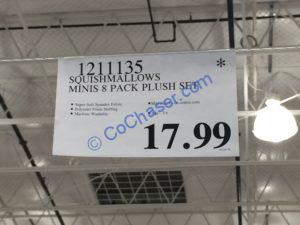 1211135 *
SQUISHMALLOWS
MINIS 8 PACK PLUSH SET
• Super-Soft Spandex Fabric
• Polyester Fiber Stuffing
• Machine Washable
CoChaser.com
17.99